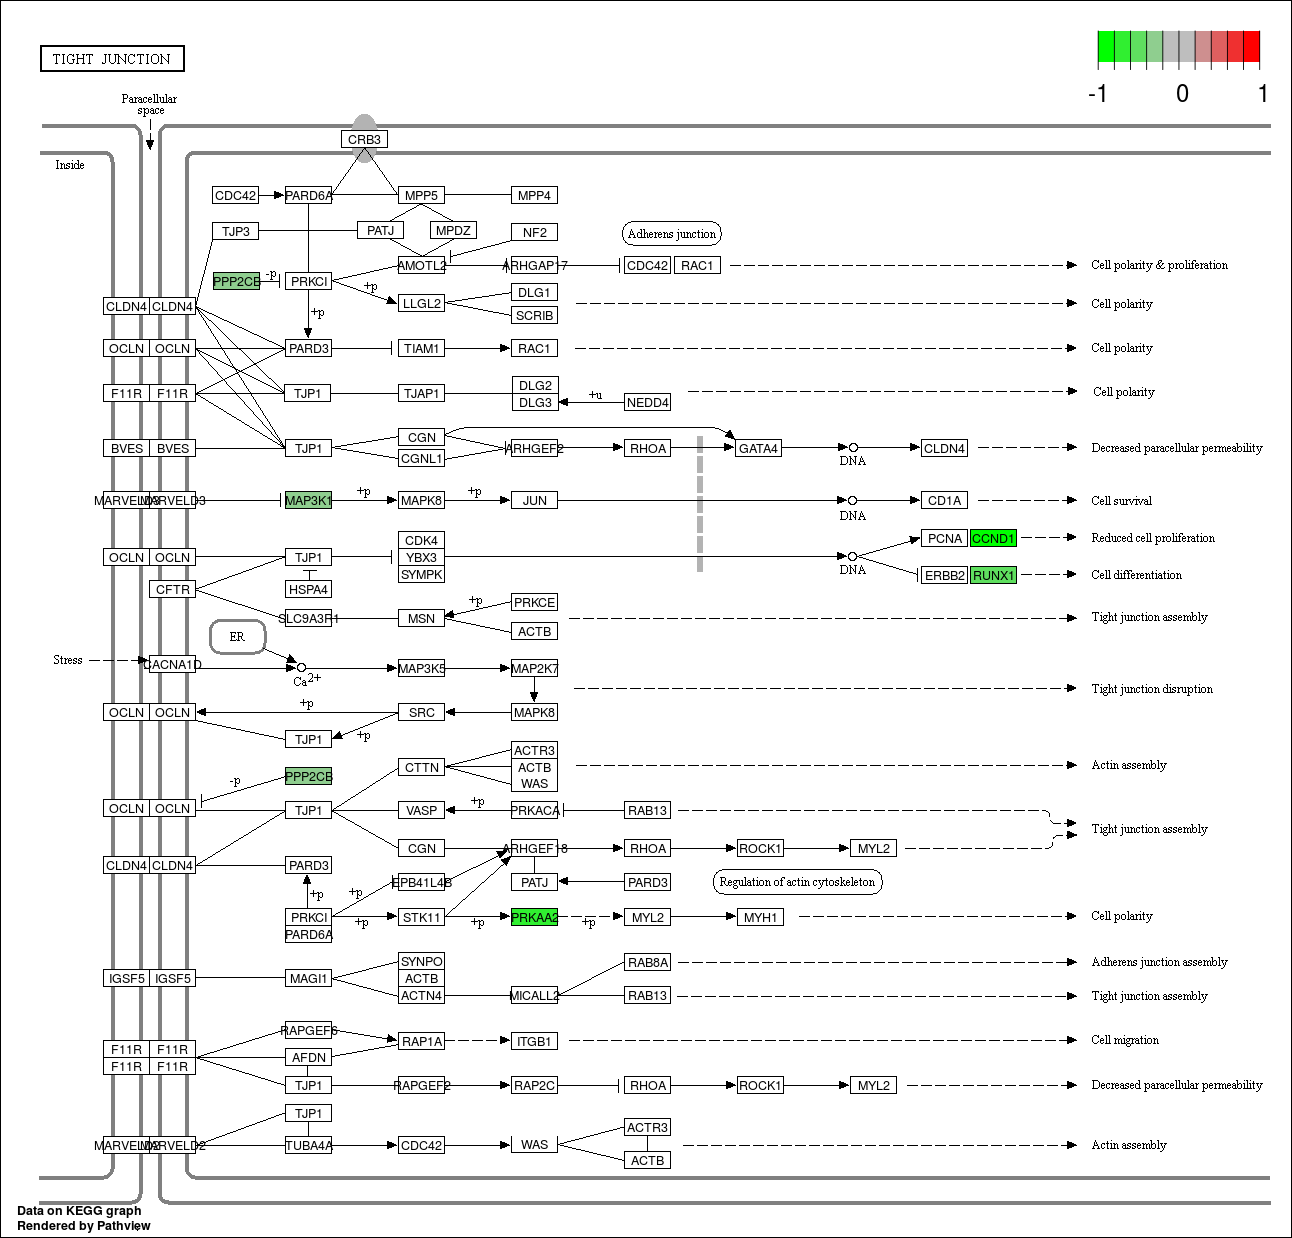 TIGHT JUNCTION
-1 0 1
Paracellular
space
CRB3
Inside
CDC42 PARD6A MPP5 MPP4
TJP3 PATJ MPDZ NF2 Adherens junction
PPP2CB -p PRKCI AMOTL2 ARHGAP17 CDC42 RAC1 Cell polarity & proliferation
+p LLGL2 DLG1 Cell polarity
CLDN4 CLDN4 +p SCRIB
OCLN OCLN PARD3 TIAM1 RAC1 Cell polarity
F11R F11R TJP1 TJAP1 DLG2 Cell polarity
DLG3 +u NEDD4
CGN
BVES BVES TJP1 ARHGEF2 RHOA GATA4 DNA CLDN4 Decreased paracellular permeability
CGNL1
MARVELD3 MARVELD3 MAP3K1 +p MAPK8 +p JUN DNA CD1A Cell survival
CDK4 PCNA CCND1 Reduced cell proliferation
OCLN OCLN TJP1 YBX3 DNA
SYMPK ERBB2 RUNX1 Cell differentiation
CFTR HSPA4
+p PRKCE
SLC9A3R1 MSN Tight junction assembly
ACTB
ER
Stress CACNA1D Ca2+ MAP3K5 MAP2K7
Tight junction disruption
OCLN OCLN +p SRC MAPK8
TJP1 +p
ACTR3
CTTN ACTB Actin assembly
PPP2CB -p WAS
OCLN OCLN TJP1 VASP +p PRKACA RAB13
Tight junction assembly
CGN ARHGEF18 RHOA ROCK1 MYL2
CLDN4 CLDN4 PARD3
+p +p EPB41L4B PATJ PARD3 Regulation of actin cytoskeleton
PRKCI +p STK11 +p PRKAA2 +p MYL2 MYH1 Cell polarity
PARD6A
SYNPO RAB8A Adherens junction assembly
IGSF5 IGSF5 MAGI1 ACTB
ACTN4 MICALL2 RAB13 Tight junction assembly
RAPGEF6
RAP1A ITGB1 Cell migration
F11R F11R AFDN
F11R F11R
TJP1 RAPGEF2 RAP2C RHOA ROCK1 MYL2 Decreased paracellular permeability
TJP1
ACTR3
MARVELD2 MARVELD2 TUBA4A CDC42 WAS Actin assembly
ACTB
Data on KEGG graph
Rendered by Pathview